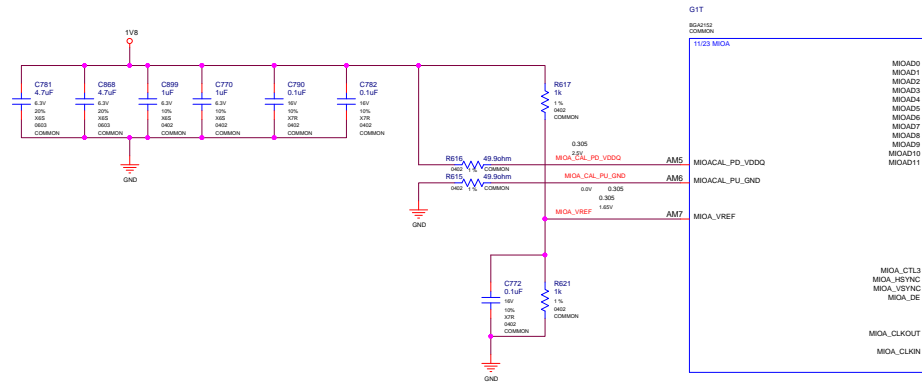 G1T
BGA2152
COMMON
11/23 MIOA
1V8
C781
4.7uF
6.3V
20%
X6S
0603
COMMON
C868
4.7uF
6.3V
20%
X6S
0603
COMMON
C899
1uF
6.3V
10%
X6S
0402
COMMON
C770
1uF
6.3V
10%
X6S
0402
COMMON
C790
0.1uF
16V
10%
X7R
0402
COMMON
C782
0.1uF
16V
10%
X7R
0402
COMMON
GND
R617
1k
1 %
0402
COMMON
R616
49.9ohm
0402
1 %
COMMON
R615
49.9ohm
0402
1 %
COMMON
GND
0.305
2.5V
MIOA_CAL_PD_VDDQ
AM5
MIOACAL_PD_VDDQ
MIOA_CAL_PU_GND
AM6
MIOACAL_PU_GND
0.0V
0.305
0.305
1.65V
MIOA_VREF
AM7
MIOA_VREF
C772
0.1uF
16V
10%
X7R
0402
COMMON
R621
1k
1 %
0402
COMMON
GND
MIOAD0
MIOAD1
MIOAD2
MIOAD3
MIOAD4
MIOAD5
MIOAD6
MIOAD7
MIOAD8
MIOAD9
MIOAD10
MIOAD11
MIOA_CTL3
MIOA_HSYNC
MIOA_VSYNC
MIOA_DE
MIOA_CLKOUT
MIOA_CLKIN